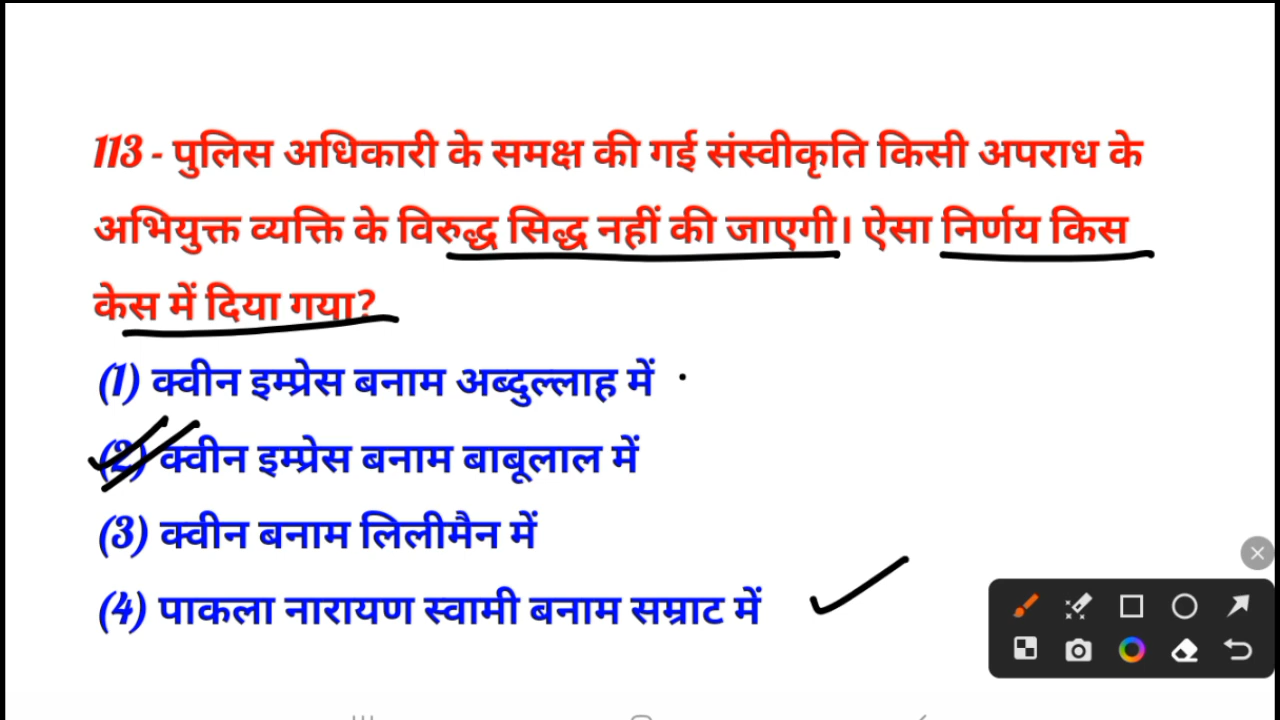 113 - पुलिस अधिकारी के समक्ष की गई संस्वीकृति किसी अपराध के
अभियुक्त व्यक्ति के विरुद्ध सिद्ध नहीं की जाएगी। ऐसा निर्णय किस
केस में दिया गया?
(1) क्वीन इम्प्रेस बनाम अब्दुल्लाह में
(2) क्वीन इम्प्रेस बनाम बाबूलाल में
(3) क्वीन बनाम लिलीमैन में
(4) पाकला नारायण स्वामी बनाम सम्राट में